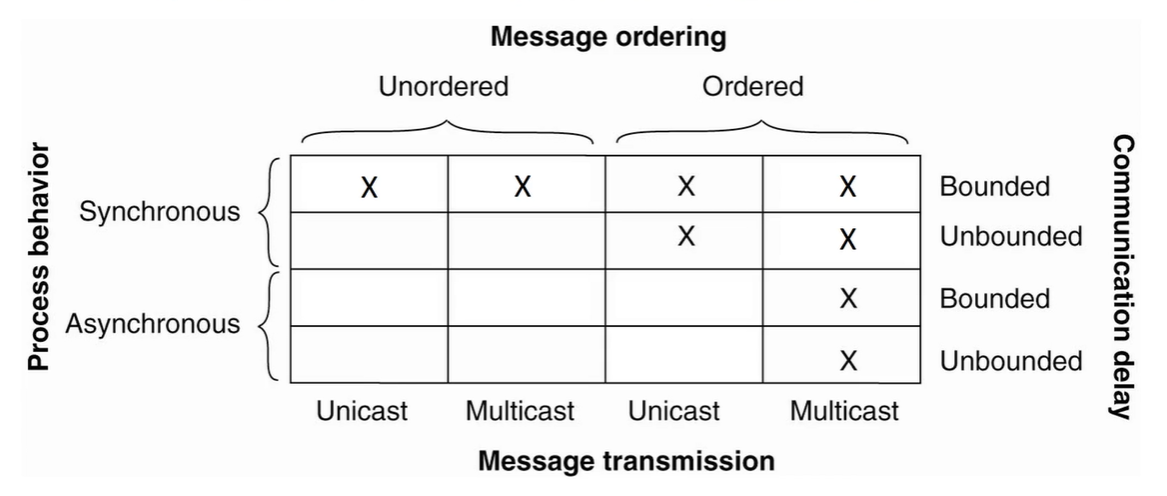 Message ordering
Unordered Ordered
Process behavior
Communication delay
Synchronous
X X X X Bounded
X X Unbounded
Asynchronous
X Bounded
X Unbounded
Unicast Multicast Unicast Multicast
Message transmission